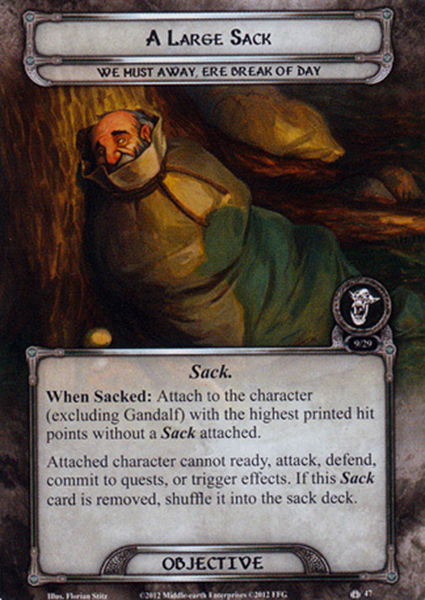 A Large Sack
We Must Away, Ere Break of Day
9/29
Sack.
When Sacked: Attach to the character
(excluding Gandalf) with the highest printed hit
points without a Sack attached.
Attached character cannot ready, attack, defend,
commit to quests, or trigger effects. If this Sack
card is removed, shuffle it into the sack deck.
Objective
Illus. Florian Stitz ©2012 Middle-earth Enterprises ©2012 FFG 47